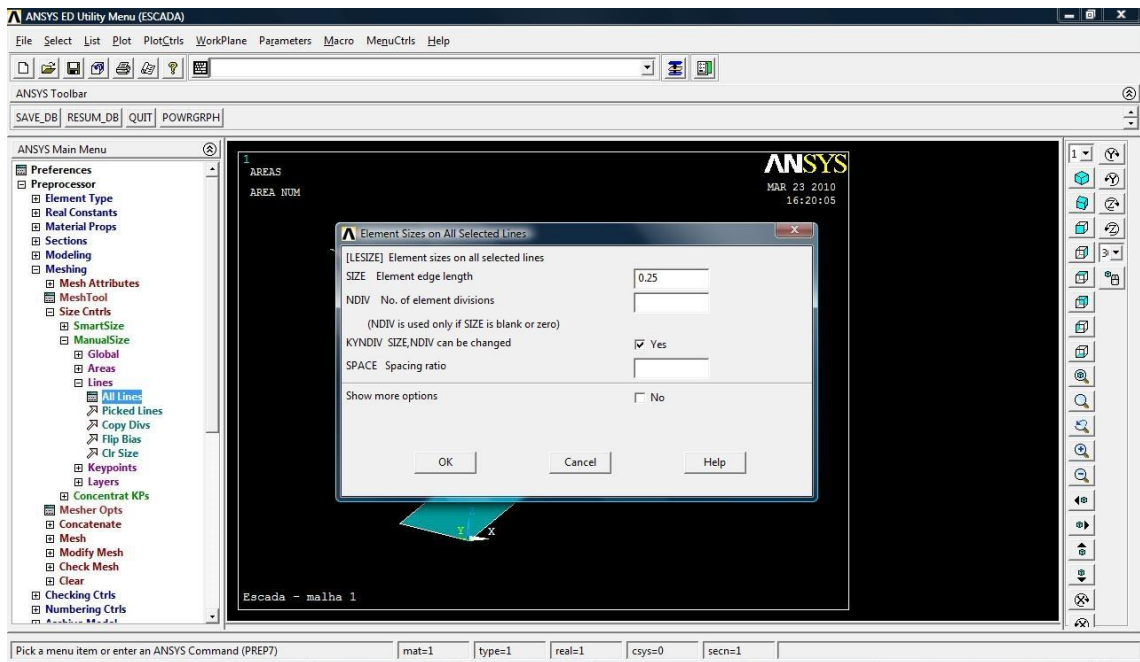 ANSYS ED Utility Menu (ESCADA)
File Select List Plot PlotCtrls WorkPlane Parameters Macro MenuCtrls Help
ANSYS Toolbar
SAVE_DB RESUM_DB QUIT POWRGRPH
ANSYS Main Menu
Preferences
Preprocessor
Element Type
Real Constants
Material Props
Sections
Modeling
Meshing
Mesh Attributes
MeshTool
Size Cntrls
SmartSize
ManualSize
Global
Areas
Lines
All Lines
Picked Lines
Copy Divs
Flip Bias
Clr Size
Keypoints
Layers
Concentrat KPs
Mesher Opts
Concatenate
Mesh
Modify Mesh
Check Mesh
Clear
Checking Ctrls
Numbering Ctrls
Archive Model
1
AREAS
AREA NUM
ANSYS
MAR 23 2010
16:20:05
Element Sizes on All Selected Lines
[LESIZE] Element sizes on all selected lines
SIZE Element edge length 0.25
NDIV No. of element divisions
(NDIV is used only if SIZE is blank or zero)
KYNDIV SIZE,NDIV can be changed Yes
SPACE Spacing ratio
Show more options No
OK Cancel Help
Z
Y X
Escada - malha 1
1
3
Pick a menu item or enter an ANSYS Command (PREP7) mat=1 type=1 real=1 csys=0 secn=1